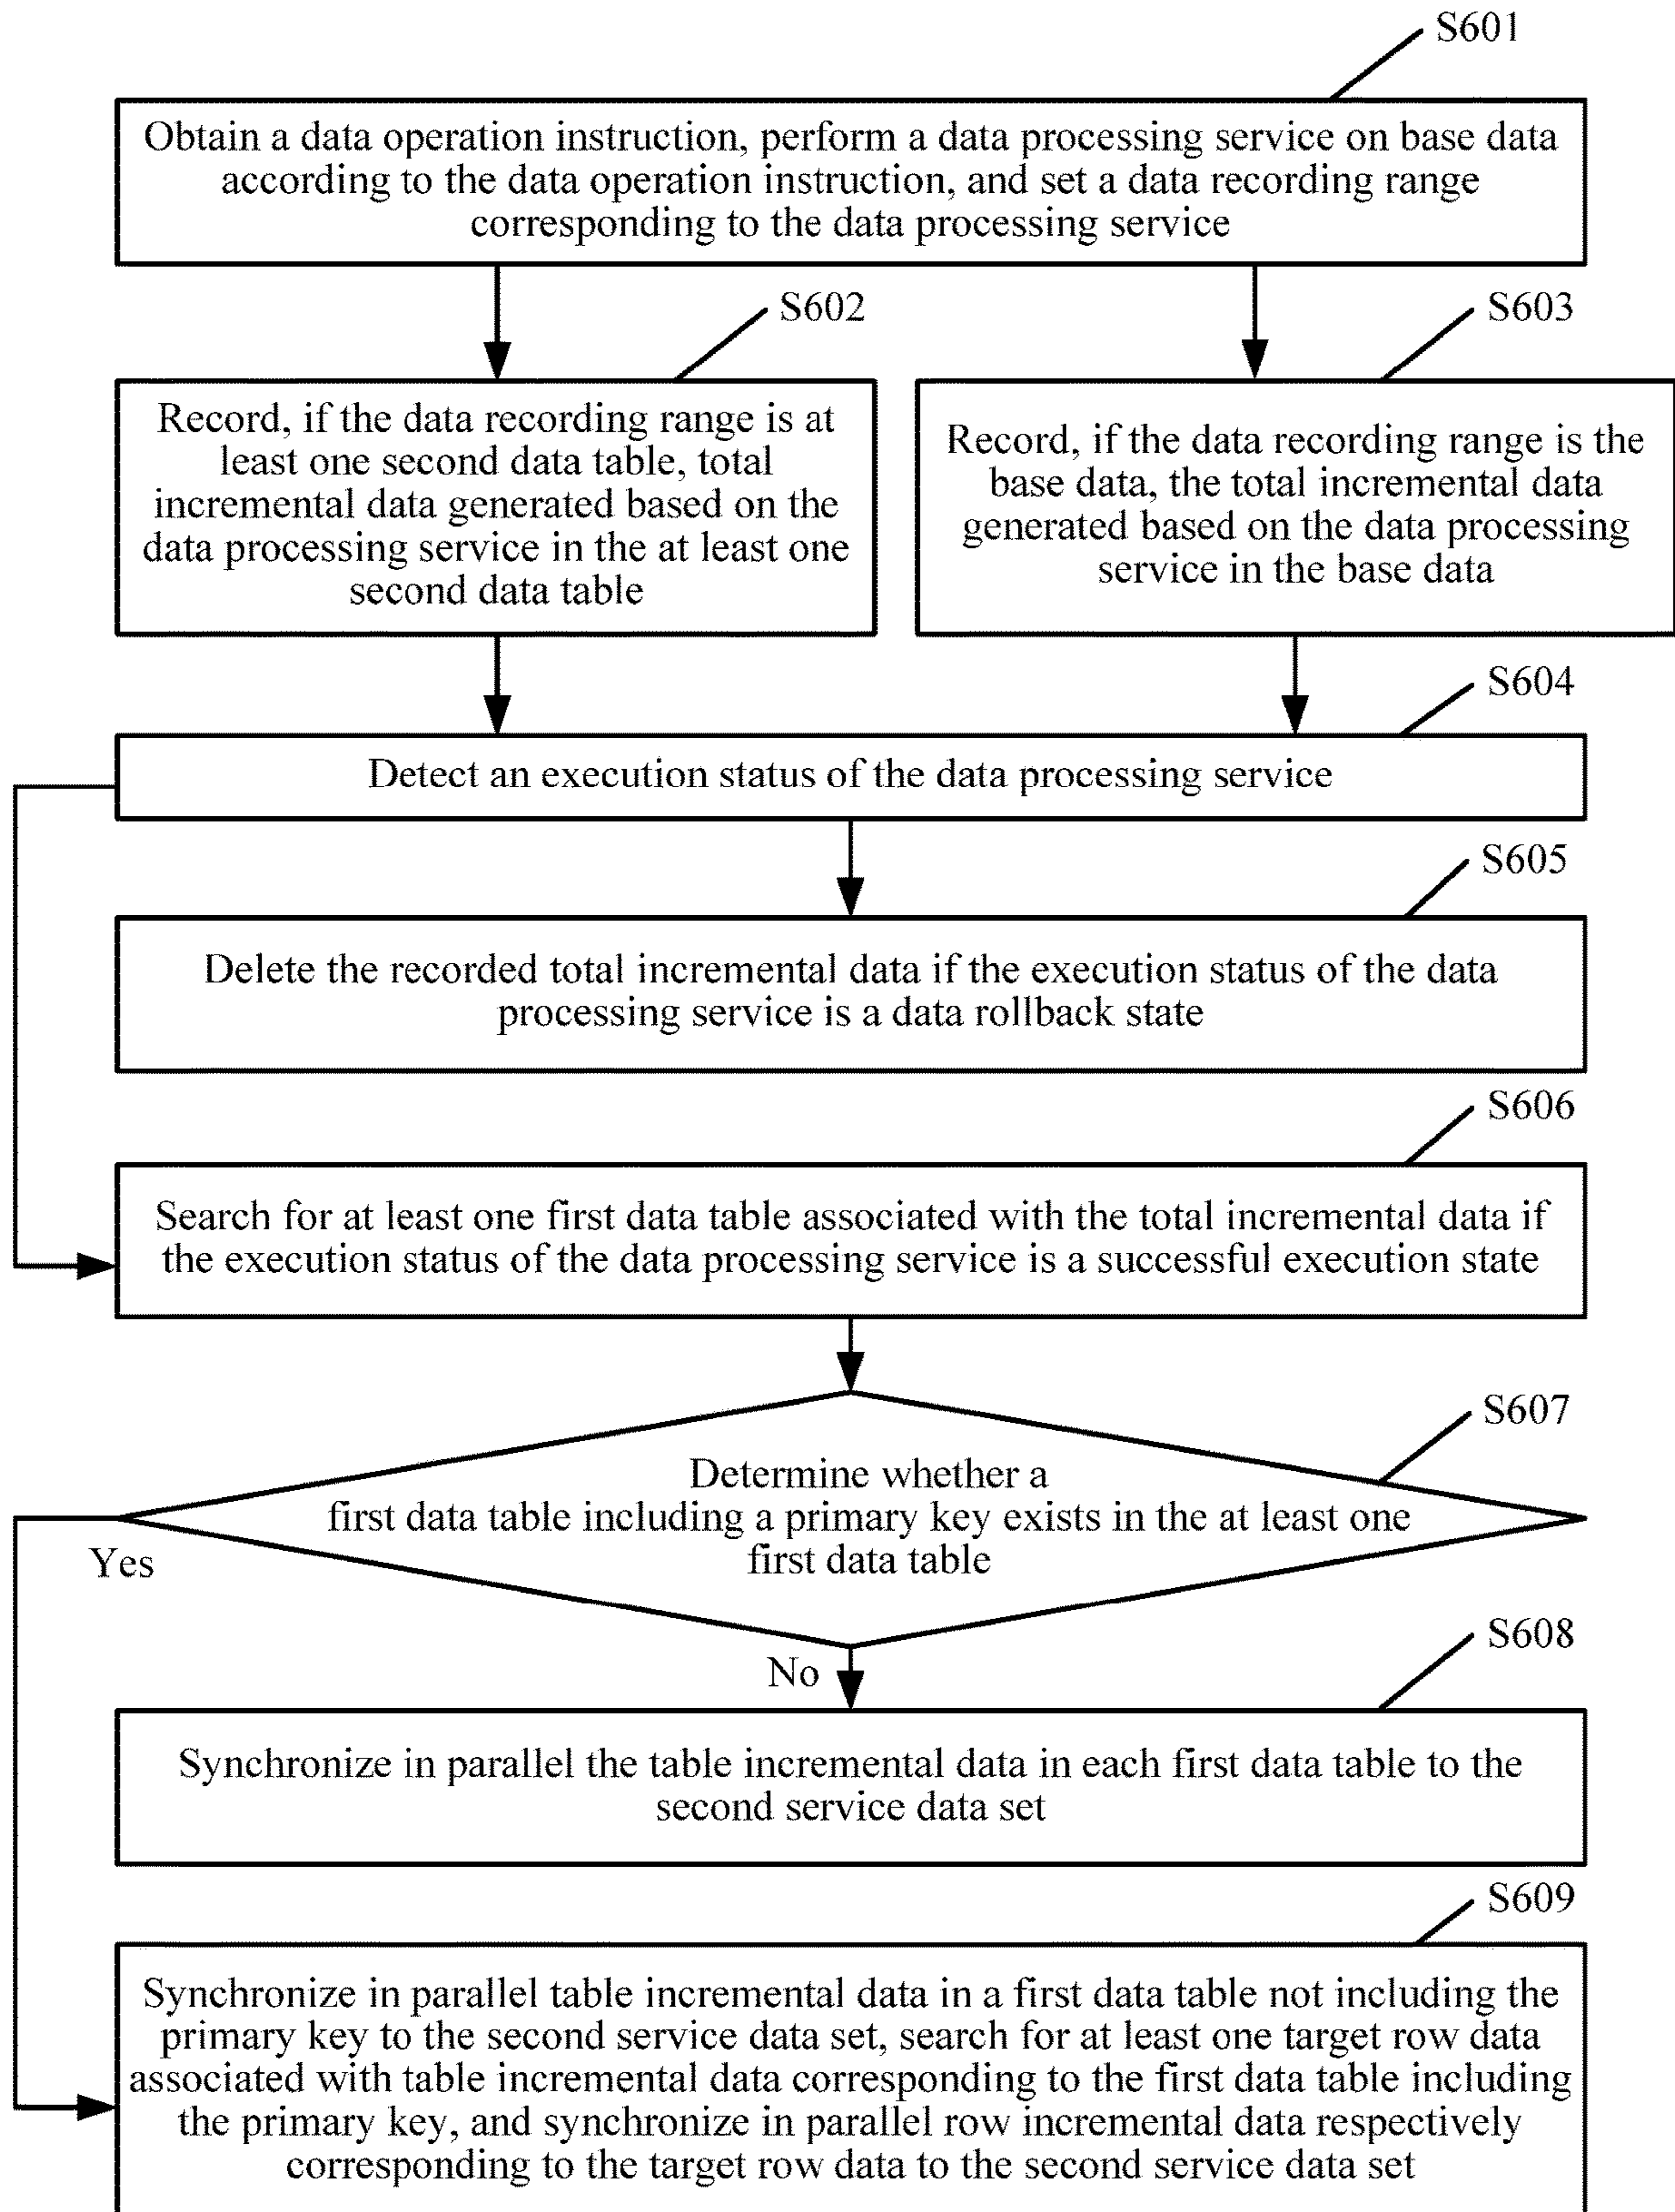 S601
Obtain a data operation instruction, perform a data processing service on base data
according to the data operation instruction, and set a data recording range
corresponding to the data processing service
S602
Record, if the data recording range is at
least one second data table, total
incremental data generated based on the
data processing service in the at least one
second data table
S603
Record, if the data recording range is the
base data, the total incremental data
generated based on the data processing
service in the base data
S604
Detect an execution status of the data processing service
S605
Delete the recorded total incremental data if the execution status of the data
processing service is a data rollback state
S606
Search for at least one first data table associated with the total incremental data if
the execution status of the data processing service is a successful execution state
S607
Determine whether a
first data table including a primary key exists in the at least one
first data table
Yes
No
S608
Synchronize in parallel the table incremental data in each first data table to the
second service data set
S609
Synchronize in parallel table incremental data in a first data table not including the
primary key to the second service data set, search for at least one target row data
associated with table incremental data corresponding to the first data table including
the primary key, and synchronize in parallel row incremental data respectively
corresponding to the target row data to the second service data set